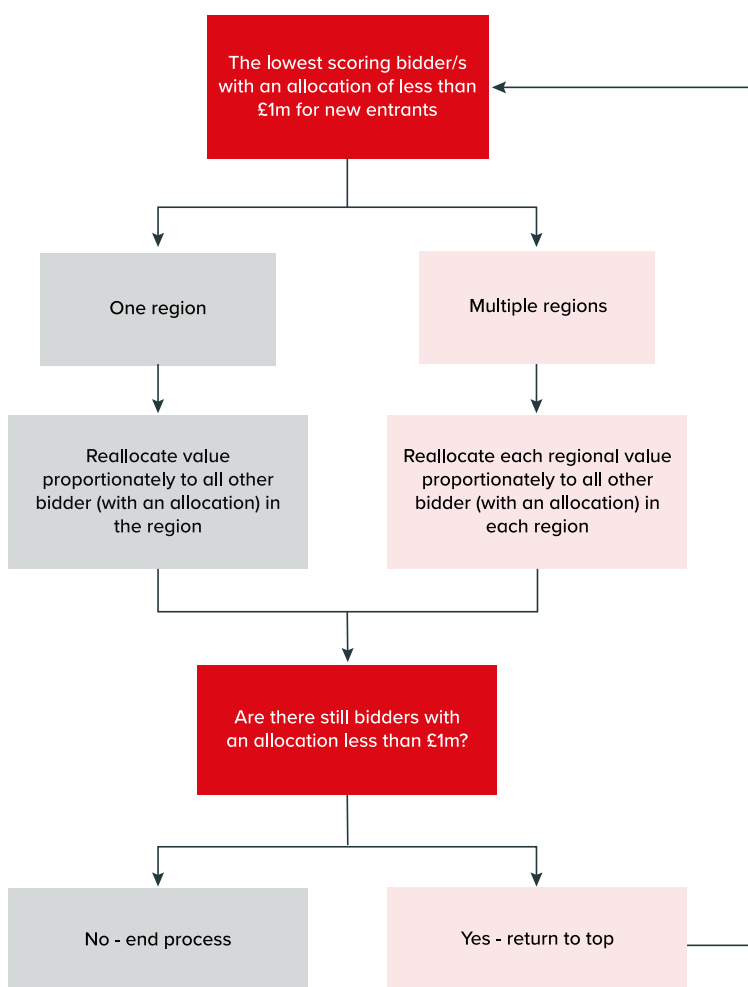 The lowest scoring bidder/s
with an allocation of less than
£1m for new entrants
One region
Multiple regions
Reallocate value
proportionately to all other
bidder (with an allocation) in
the region
Reallocate each regional value
proportionately to all other
bidder (with an allocation) in
each region
Are there still bidders with
an allocation less than £1m?
No - end process
Yes - return to top